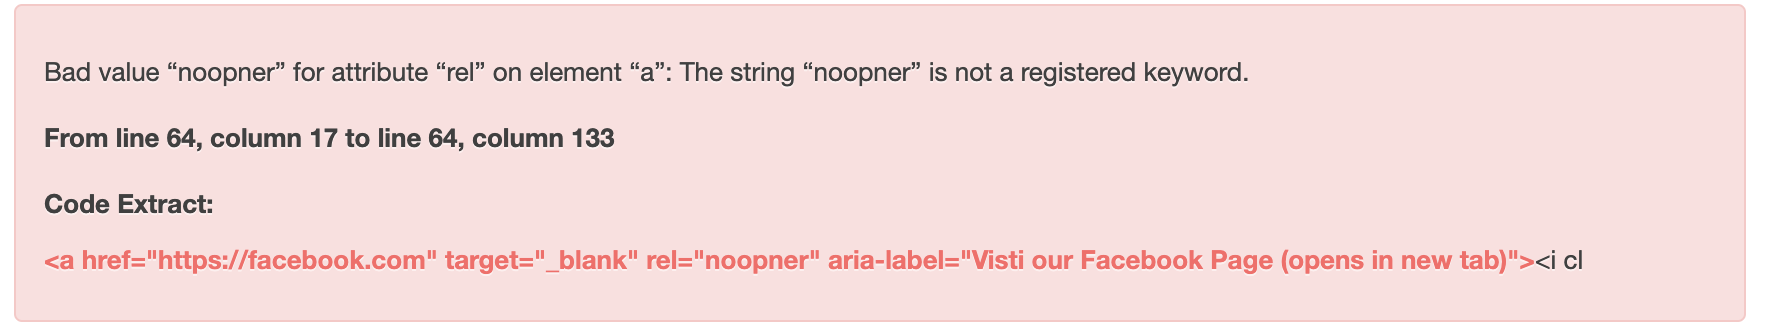 Bad value “noopner” for attribute “rel” on element “a”: The string “noopner” is not a registered keyword.
From line 64, column 17 to line 64, column 133
Code Extract:
<a href="https://facebook.com" target="_blank" rel="noopner" aria-label="Visti our Facebook Page (opens in new tab)"><i cl